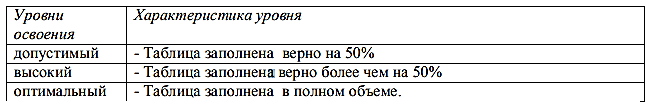 Уровни освоения Характеристика уровня
допустимый - Таблица заполнена верно на 50%
высокий - Таблица заполнена верно более чем на 50%
оптимальный - Таблица заполнена в полном объеме.